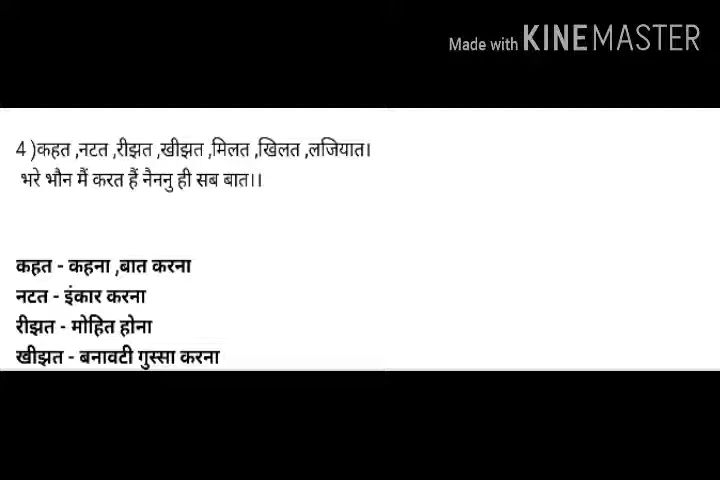 Made with KINEMASTER
4 )कहत ,नटत ,रीझत ,खीझत ,मिलत ,खिलत ,लजियात।
भरे भौन मैं करत हैं नैननु ही सब बात।।
कहत - कहना ,बात करना
नटत - इंकार करना
रीझत - मोहित होना
खीझत - बनावटी गुस्सा करना